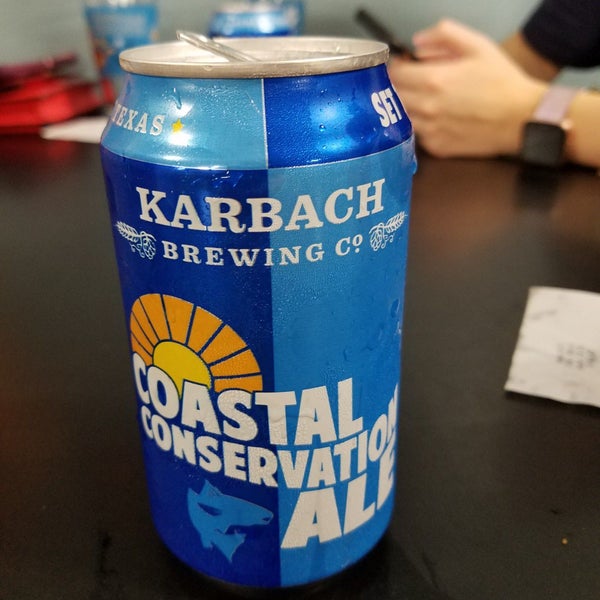 TEXAS
SET
KARBACH
BREWING Co
COASTAL
CONSERVATION
ALE